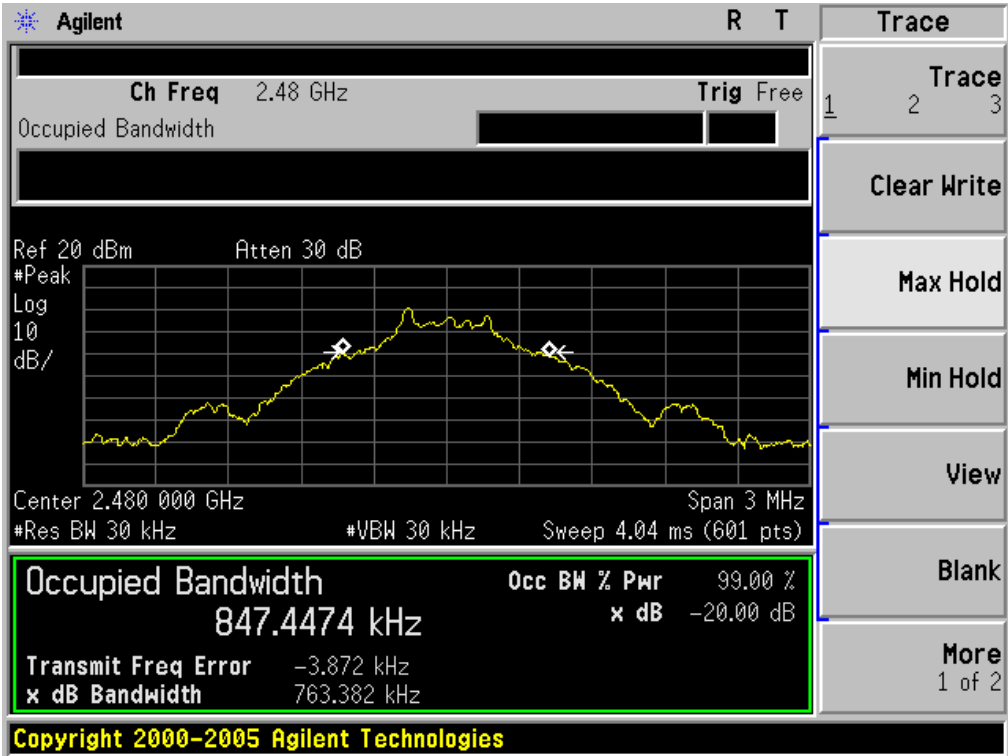 Agilent R T Trace
Ch Freq 2.48 GHz Trig Free
Occupied Bandwidth
Trace
1 2 3
Clear Write
Max Hold
Min Hold
View
Blank
More
1 of 2
Ref 20 dBm Atten 30 dB
#Peak
Log
10
dB/
Center 2.480 000 GHz Span 3 MHz
#Res BW 30 kHz #VBW 30 kHz Sweep 4.04 ms (601 pts)
Occupied Bandwidth Occ BW % Pwr 99.00 %
847.4474 kHz x dB -20.00 dB
Transmit Freq Error -3.872 kHz
x dB Bandwidth 763.382 kHz
Copyright 2000-2005 Agilent Technologies